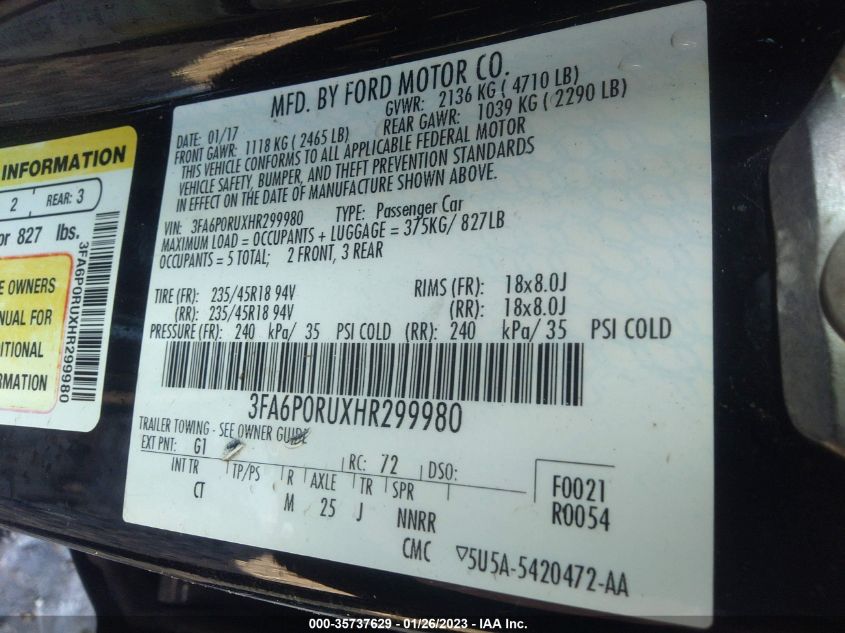 MFD. BY FORD MOTOR CO.
DATE: 01/17 GVWR: 2136 KG ( 4710 LB)
FRONT GAWR: 1118 KG ( 2465 LB) REAR GAWR: 1039 KG ( 2290 LB)
THIS VEHICLE CONFORMS TO ALL APPLICABLE FEDERAL MOTOR
VEHICLE SAFETY, BUMPER, AND THEFT PREVENTION STANDARDS
IN EFFECT ON THE DATE OF MANUFACTURE SHOWN ABOVE.
VIN: 3FA6P0RUXHR299980 TYPE: Passenger Car
MAXIMUM LOAD = OCCUPANTS + LUGGAGE = 375KG/ 827LB
OCCUPANTS = 5 TOTAL; 2 FRONT, 3 REAR
TIRE (FR): 235/45R18 94V RIMS (FR): 18x8.0J
(RR): 235/45R18 94V (RR): 18x8.0J
PRESSURE (FR): 240 kPa/ 35 PSI COLD (RR): 240 kPa/ 35 PSI COLD
3FA6P0RUXHR299980
TRAILER TOWING - SEE OWNER GUIDE
EXT PNT: G1 RC: 72 DSO:
INT TR TP/PS R AXLE TR SPR
CT M 25 J NNRR
CMC
F0021
R0054
▽5U5A-5420472-AA
INFORMATION
2 REAR: 3
or 827 lbs.
3FA6P0RUXHR299980
OWNERS
FOR
000-35737629 - 01/26/2023 - IAA Inc.